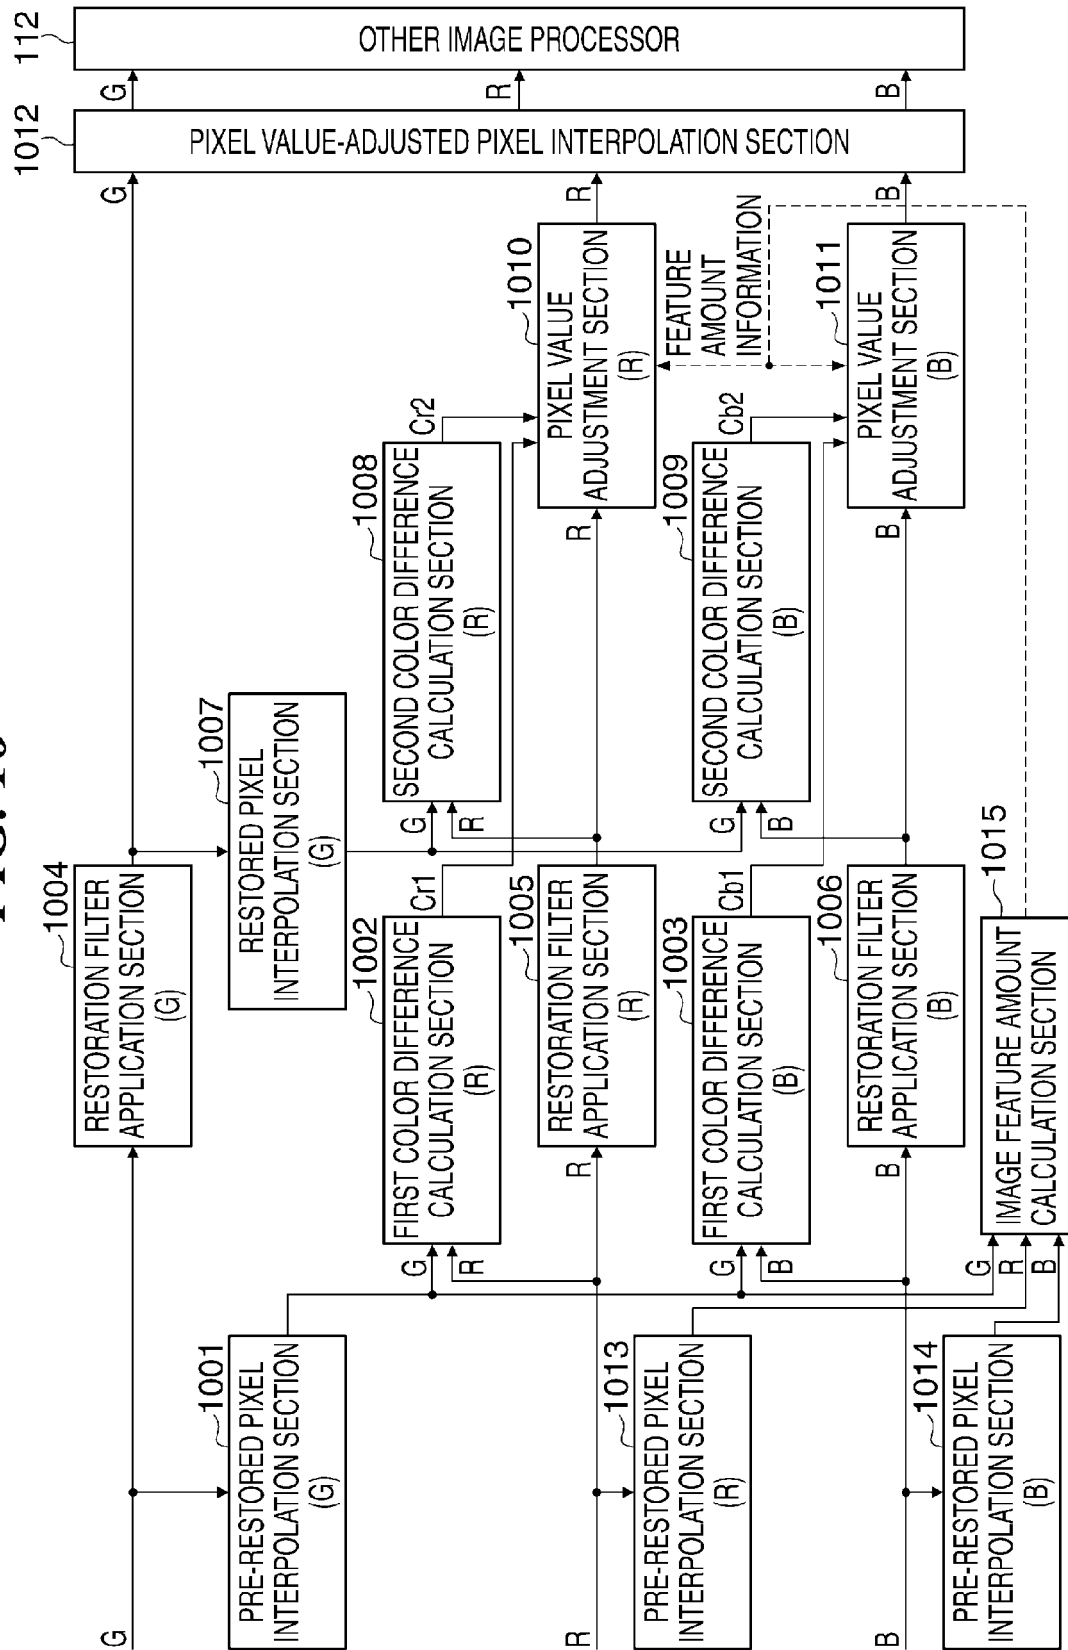 G
PRE-RESTORED PIXEL
INTERPOLATION SECTION
(G)
1001
RESTORATION FILTER
APPLICATION SECTION
(G)
1004
RESTORED PIXEL
INTERPOLATION SECTION
(G)
1007
G
R
FIRST COLOR DIFFERENCE
CALCULATION SECTION
(R)
1002
Cr1
G
R
SECOND COLOR DIFFERENCE
CALCULATION SECTION
(R)
1008
Cr2
R
PRE-RESTORED PIXEL
INTERPOLATION SECTION
(R)
1013
R
RESTORATION FILTER
APPLICATION SECTION
(R)
1005
R
PIXEL VALUE
ADJUSTMENT SECTION
(R)
1010
FEATURE
AMOUNT
INFORMATION
G
B
FIRST COLOR DIFFERENCE
CALCULATION SECTION
(B)
1003
Cb1
G
B
SECOND COLOR DIFFERENCE
CALCULATION SECTION
(B)
1009
Cb2
B
PRE-RESTORED PIXEL
INTERPOLATION SECTION
(B)
1014
B
RESTORATION FILTER
APPLICATION SECTION
(B)
1006
B
PIXEL VALUE
ADJUSTMENT SECTION
(B)
1011
G
R
B
IMAGE FEATURE AMOUNT
CALCULATION SECTION
1015
G
R
B
PIXEL VALUE-ADJUSTED PIXEL INTERPOLATION SECTION
1012
G
R
B
OTHER IMAGE PROCESSOR
112